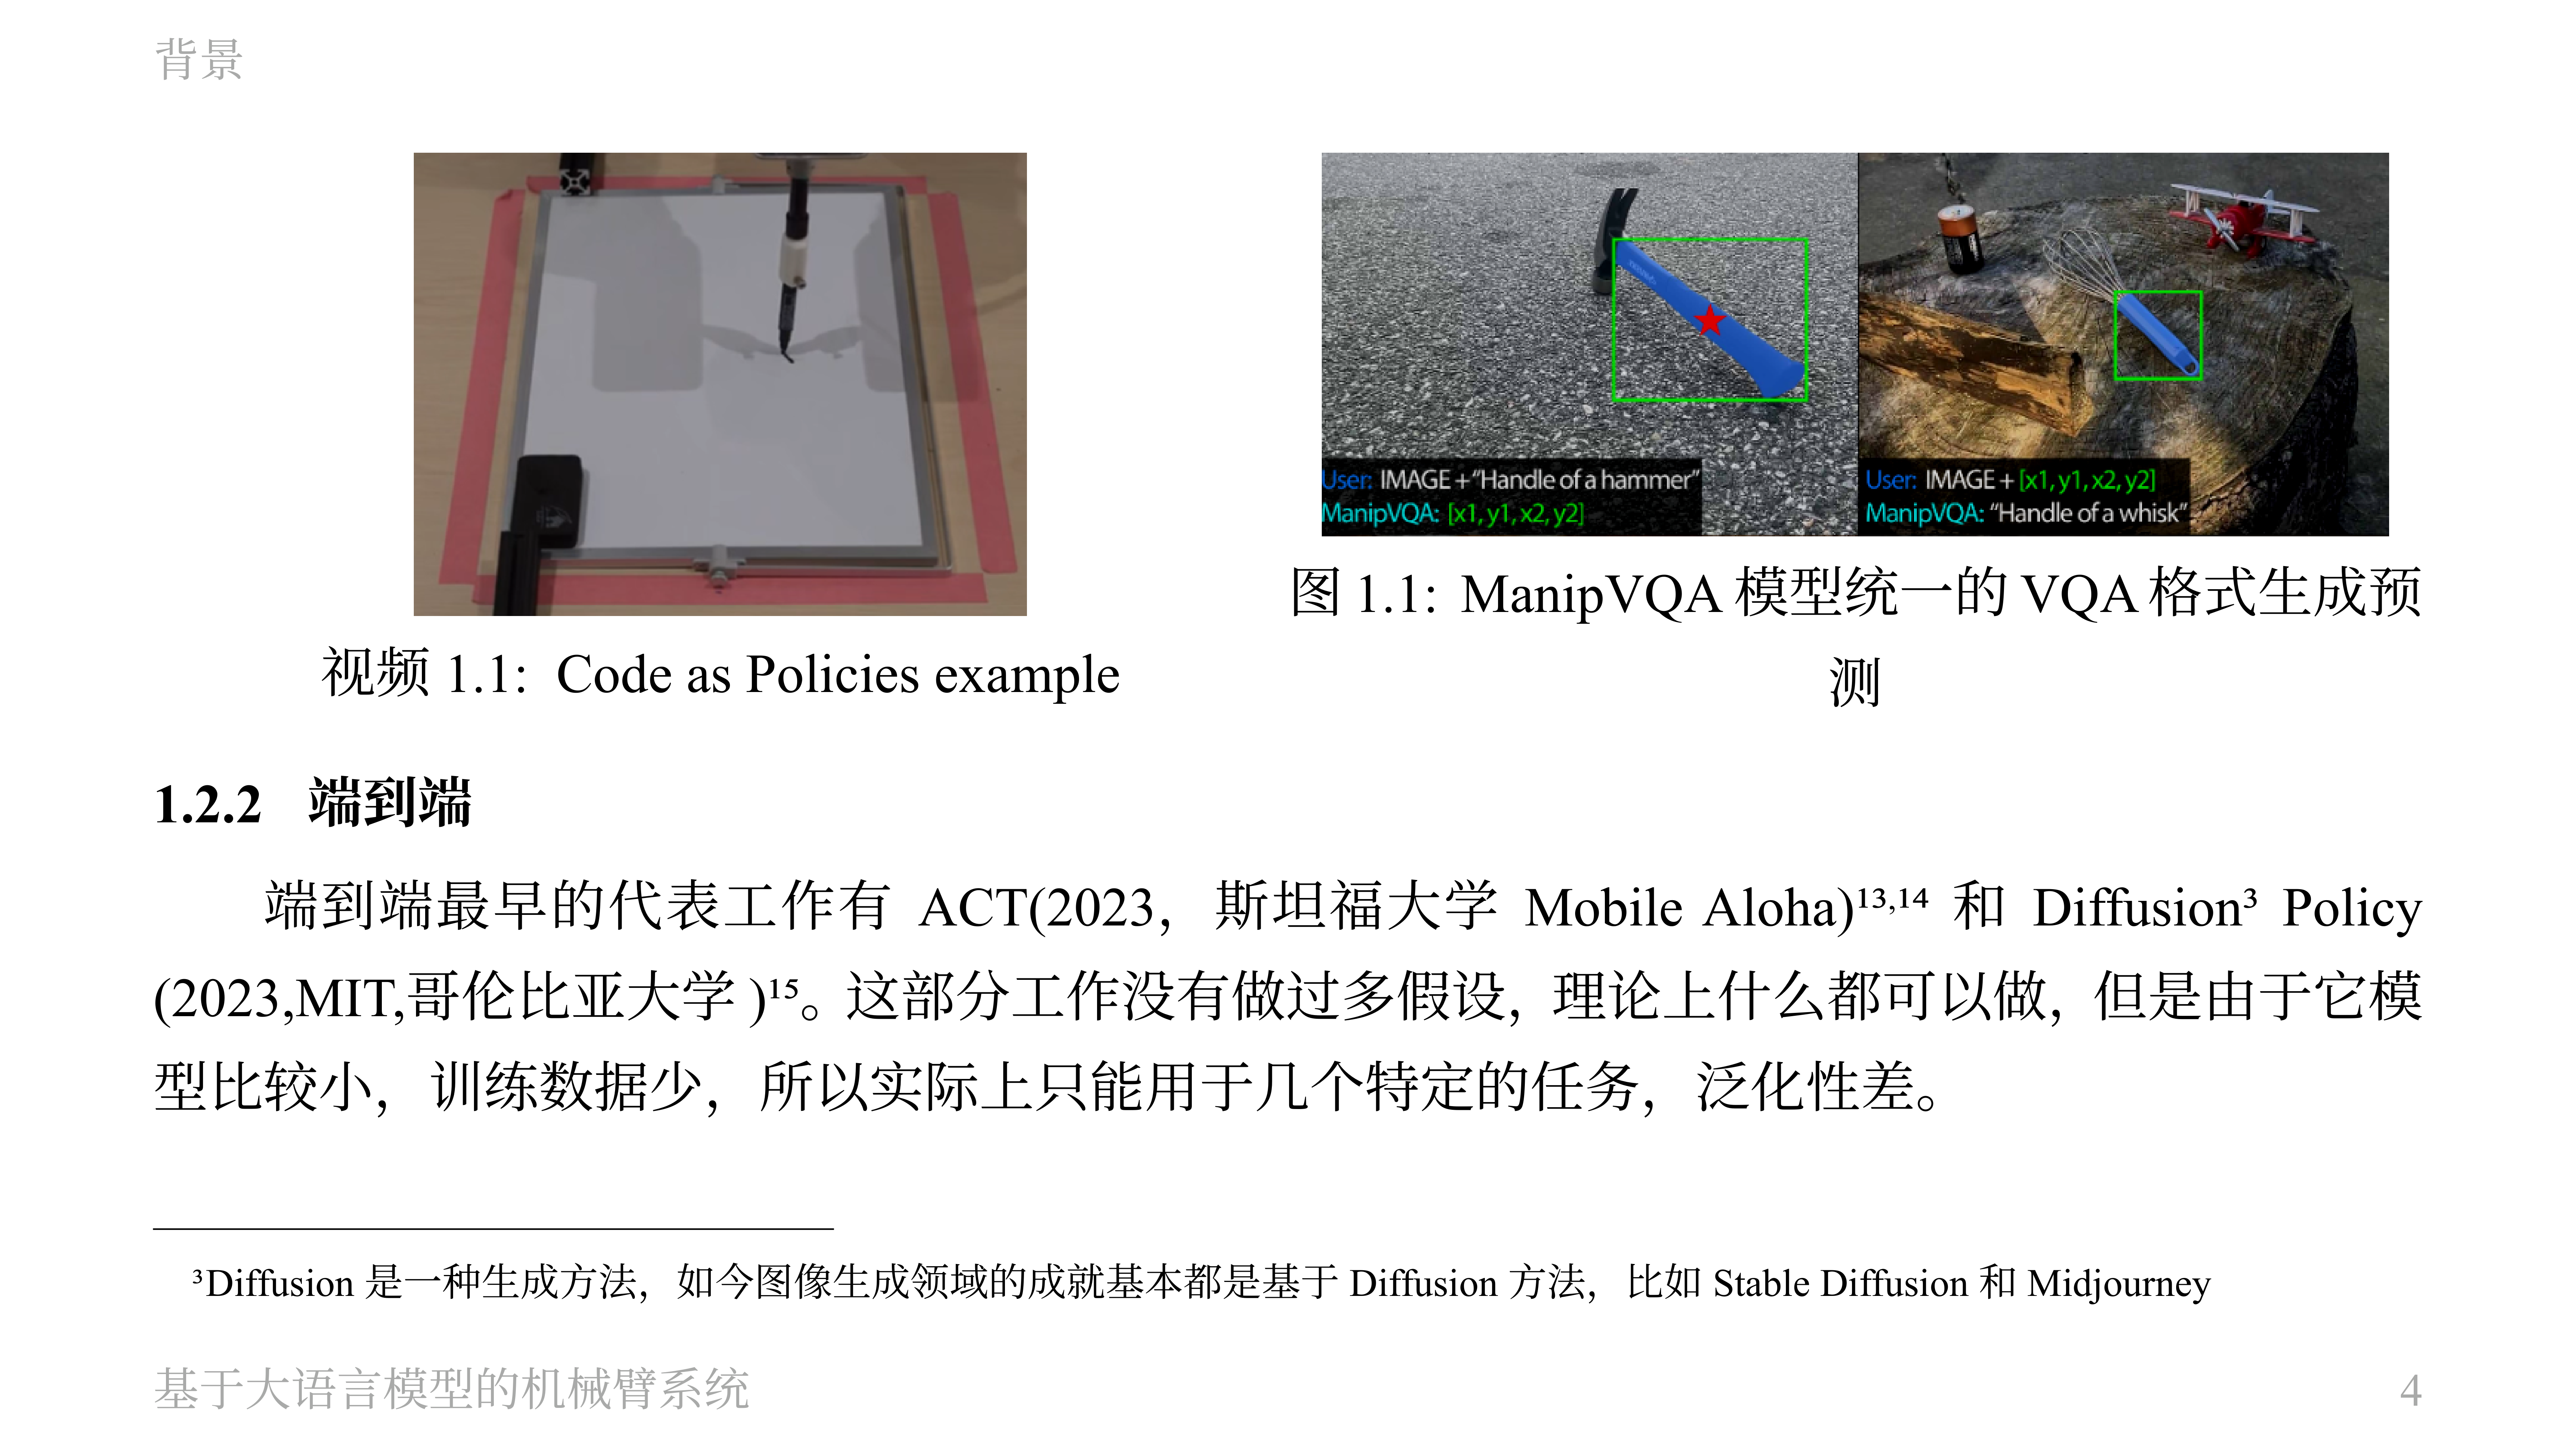 背景
User: IMAGE + “Handle of a hammer”
ManipVQA: [x1, y1, x2, y2]
User: IMAGE + [x1, y1, x2, y2]
ManipVQA: “Handle of a whisk”
视频 1.1: Code as Policies example
图 1.1: ManipVQA 模型统一的 VQA 格式生成预
测
1.2.2 端到端
端到端最早的代表工作有 ACT(2023，斯坦福大学 Mobile Aloha)¹³,¹⁴ 和 Diffusion³ Policy
(2023,MIT,哥伦比亚大学 )¹⁵。这部分工作没有做过多假设，理论上什么都可以做，但是由于它模
型比较小，训练数据少，所以实际上只能用于几个特定的任务，泛化性差。
³Diffusion 是一种生成方法，如今图像生成领域的成就基本都是基于 Diffusion 方法，比如 Stable Diffusion 和 Midjourney
基于大语言模型的机械臂系统
4